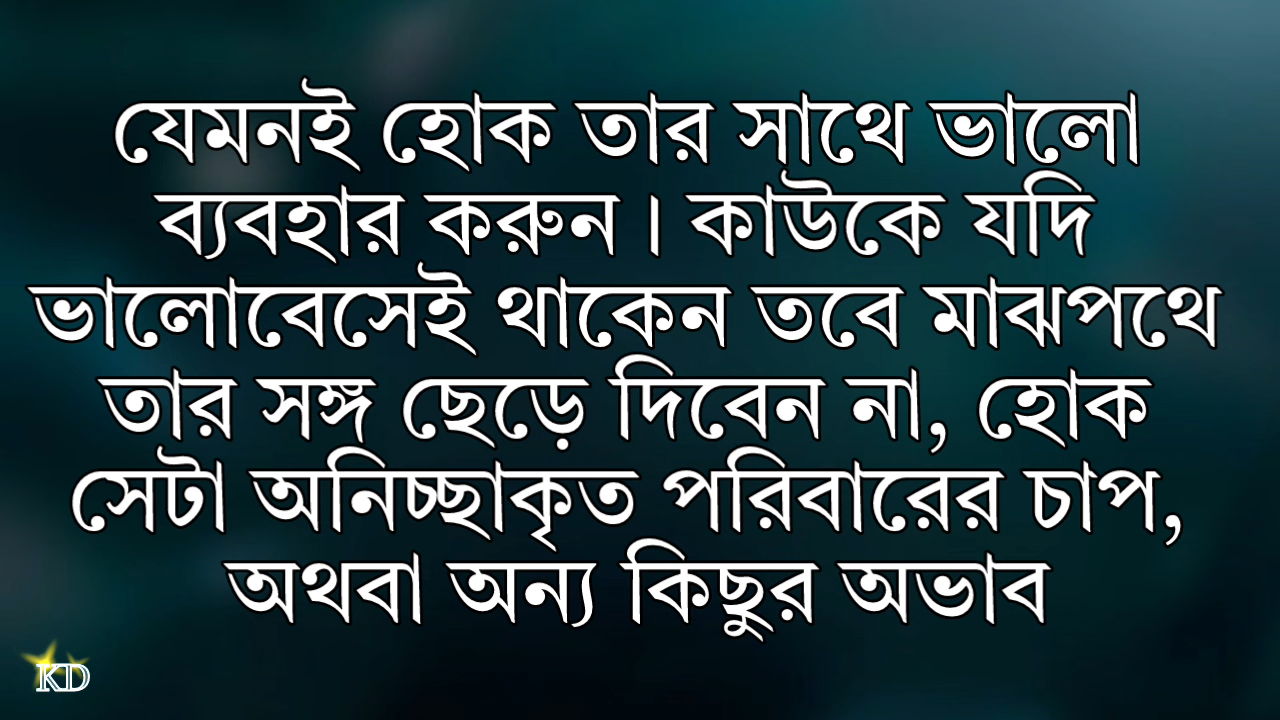 যেমনই হোক তার সাথে ভালো
ব্যবহার করুন। কাউকে যদি
ভালোবেসেই থাকেন তবে মাঝপথে
তার সঙ্গ ছেড়ে দিবেন না, হোক
সেটা অনিচ্ছাকৃত পরিবারের চাপ,
অথবা অন্য কিছুর অভাব
KD